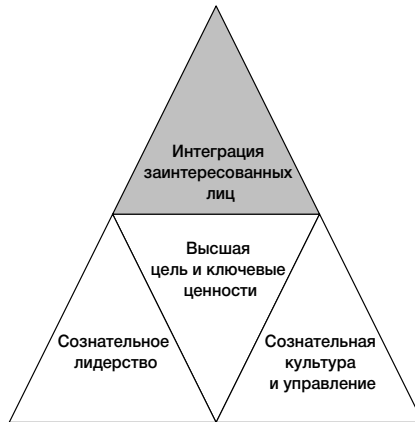 Интеграция
заинтересованных
лиц
Высшая
цель и ключевые
ценности
Сознательное
лидерство
Сознательная
культура
и управление